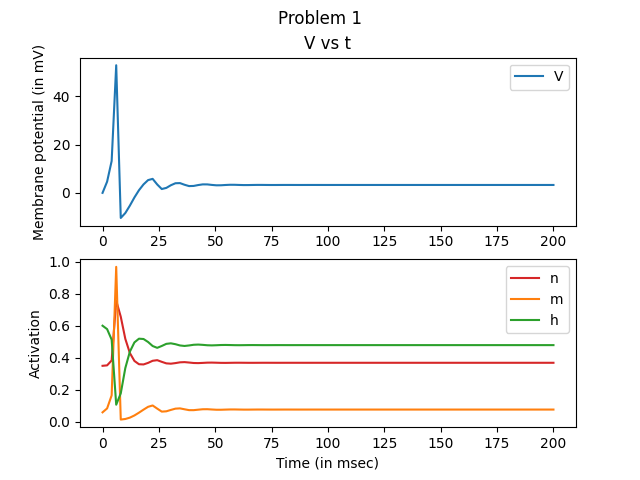 Problem 1
V vs t
Membrane potential (in mV)
40
20
0
V
0 25 50 75 100 125 150 175 200
Activation
1.0
0.8
0.6
0.4
0.2
0.0
n
m
h
0 25 50 75 100 125 150 175 200
Time (in msec)